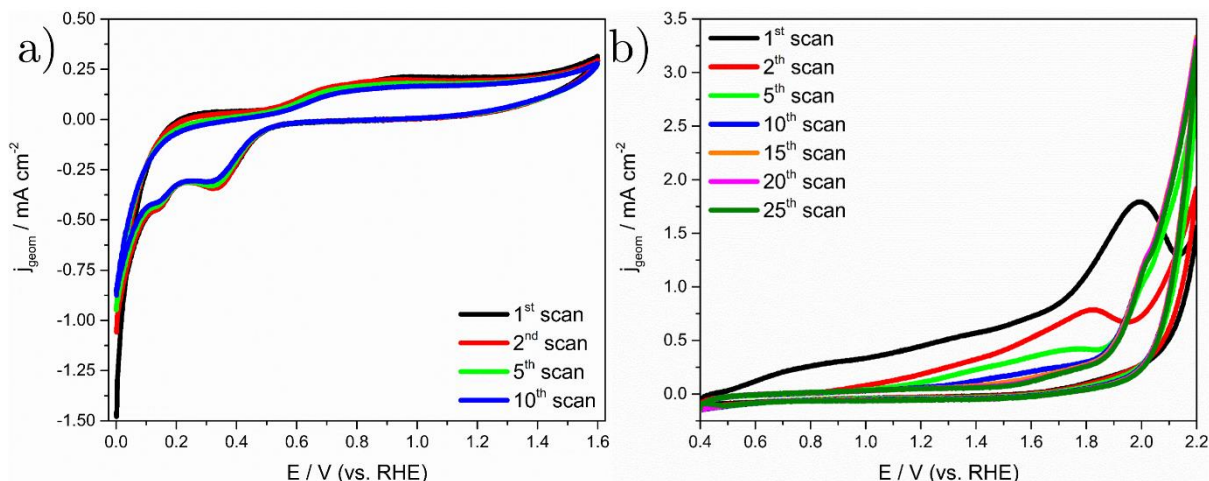 a)
0.50
0.25
0.00
-0.25
-0.50
-0.75
-1.00
-1.25
-1.50
j_geom / mA cm⁻²
1st scan
2nd scan
5th scan
10th scan
0.0 0.2 0.4 0.6 0.8 1.0 1.2 1.4 1.6
E / V (vs. RHE)
b)
3.5
3.0
2.5
2.0
1.5
1.0
0.5
0.0
j_geom / mA cm⁻²
1st scan
2th scan
5th scan
10th scan
15th scan
20th scan
25th scan
0.4 0.6 0.8 1.0 1.2 1.4 1.6 1.8 2.0 2.2
E / V (vs. RHE)